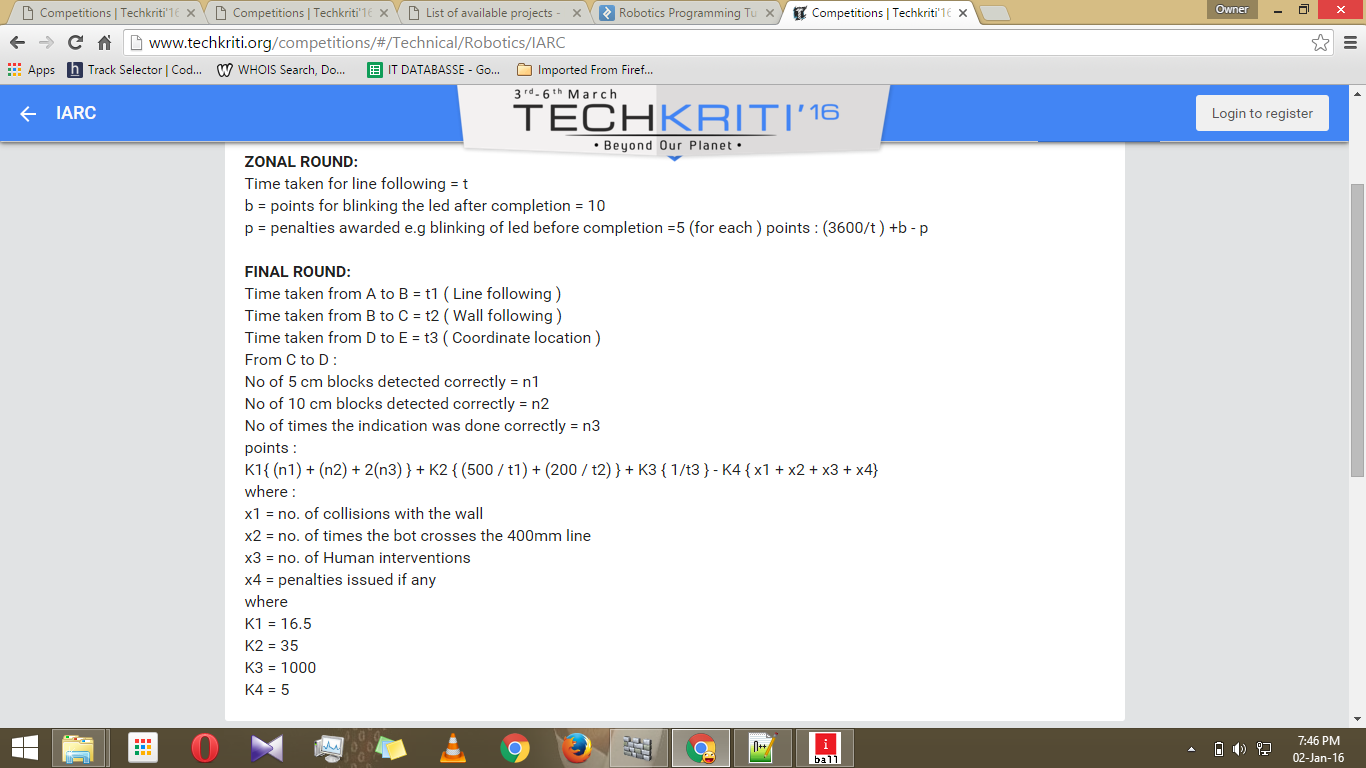 Competitions | Techkriti'16
Competitions | Techkriti'16
List of available projects -
Robotics Programming Tu
Competitions | Techkriti'16
Owner
www.techkriti.org/competitions/#/Technical/Robotics/IARC
Apps
Track Selector | Cod...
WHOIS Search, Do...
IT DATABASSE - Go...
Imported From Firef...
IARC
3rd-6th March
TECHKRITI'16
• Beyond Our Planet •
Login to register
ZONAL ROUND:
Time taken for line following = t
b = points for blinking the led after completion = 10
p = penalties awarded e.g blinking of led before completion =5 (for each ) points : (3600/t ) +b - p
FINAL ROUND:
Time taken from A to B = t1 ( Line following )
Time taken from B to C = t2 ( Wall following )
Time taken from D to E = t3 ( Coordinate location )
From C to D :
No of 5 cm blocks detected correctly = n1
No of 10 cm blocks detected correctly = n2
No of times the indication was done correctly = n3
points :
K1{ (n1) + (n2) + 2(n3) } + K2 { (500 / t1) + (200 / t2) } + K3 { 1/t3 } - K4 { x1 + x2 + x3 + x4}
where :
x1 = no. of collisions with the wall
x2 = no. of times the bot crosses the 400mm line
x3 = no. of Human interventions
x4 = penalties issued if any
where
K1 = 16.5
K2 = 35
K3 = 1000
K4 = 5
i
ball
7:46 PM
02-Jan-16